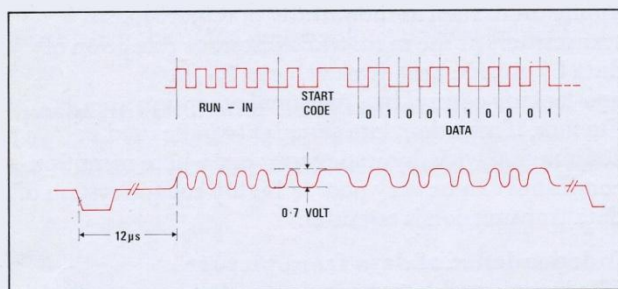 RUN – IN
START
CODE
0 1 0 0 1 1 0 0 0 1
DATA
0·7 VOLT
12µs